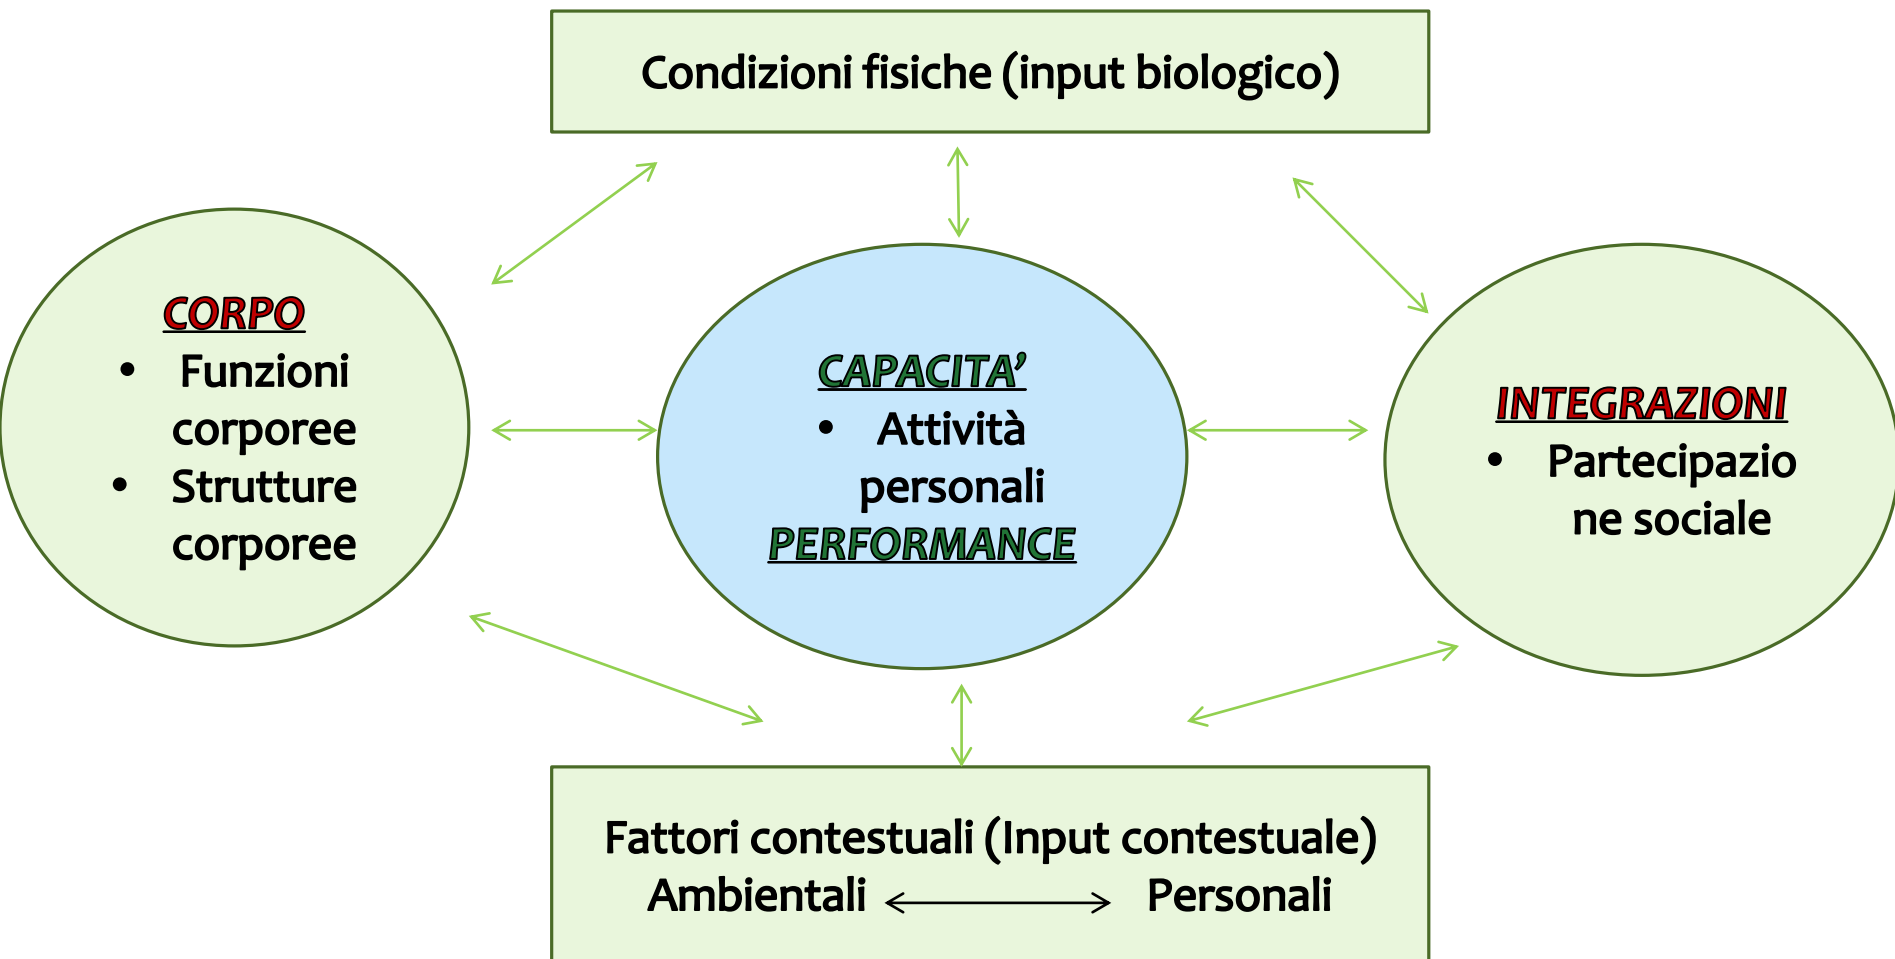 Condizioni fisiche (input biologico)
CORPO
• Funzioni
corporee
• Strutture
corporee
CAPACITA’
• Attività
personali
PERFORMANCE
INTEGRAZIONI
• Partecipazio
ne sociale
Fattori contestuali (Input contestuale)
Ambientali Personali